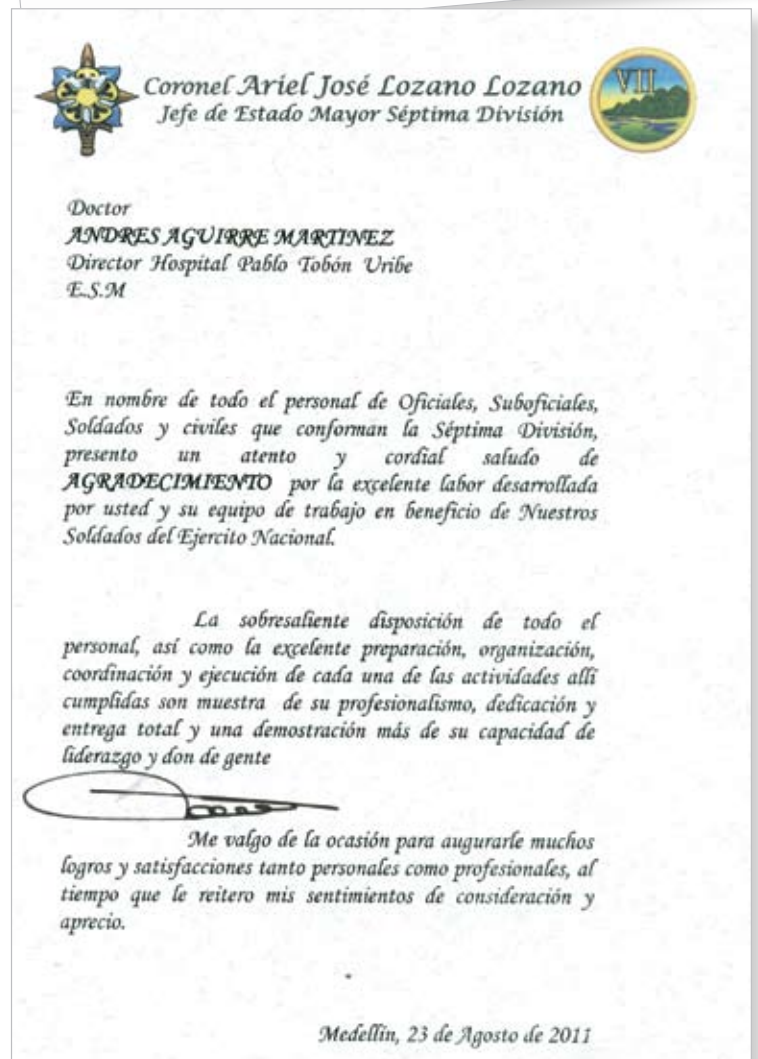 Coronel Ariel José Lozano Lozano
Jefe de Estado Mayor Séptima División
VII
Doctor
ANDRES AGUIRRE MARTINEZ
Director Hospital Pablo Tobón Uribe
E.S.M
En nombre de todo el personal de Oficiales, Suboficiales,
Soldados y civiles que conforman la Séptima División,
presento un atento y cordial saludo de
AGRADECIMIENTO por la excelente labor desarrollada
por usted y su equipo de trabajo en beneficio de Nuestros
Soldados del Ejercito Nacional.
La sobresaliente disposición de todo el
personal, así como la excelente preparación, organización,
coordinación y ejecución de cada una de las actividades allí
cumplidas son muestra de su profesionalismo, dedicación y
entrega total y una demostración más de su capacidad de
liderazgo y don de gente
Me valgo de la ocasión para augurarle muchos
logros y satisfacciones tanto personales como profesionales, al
tiempo que le reitero mis sentimientos de consideración y
aprecio.
Medellín, 23 de Agosto de 2011